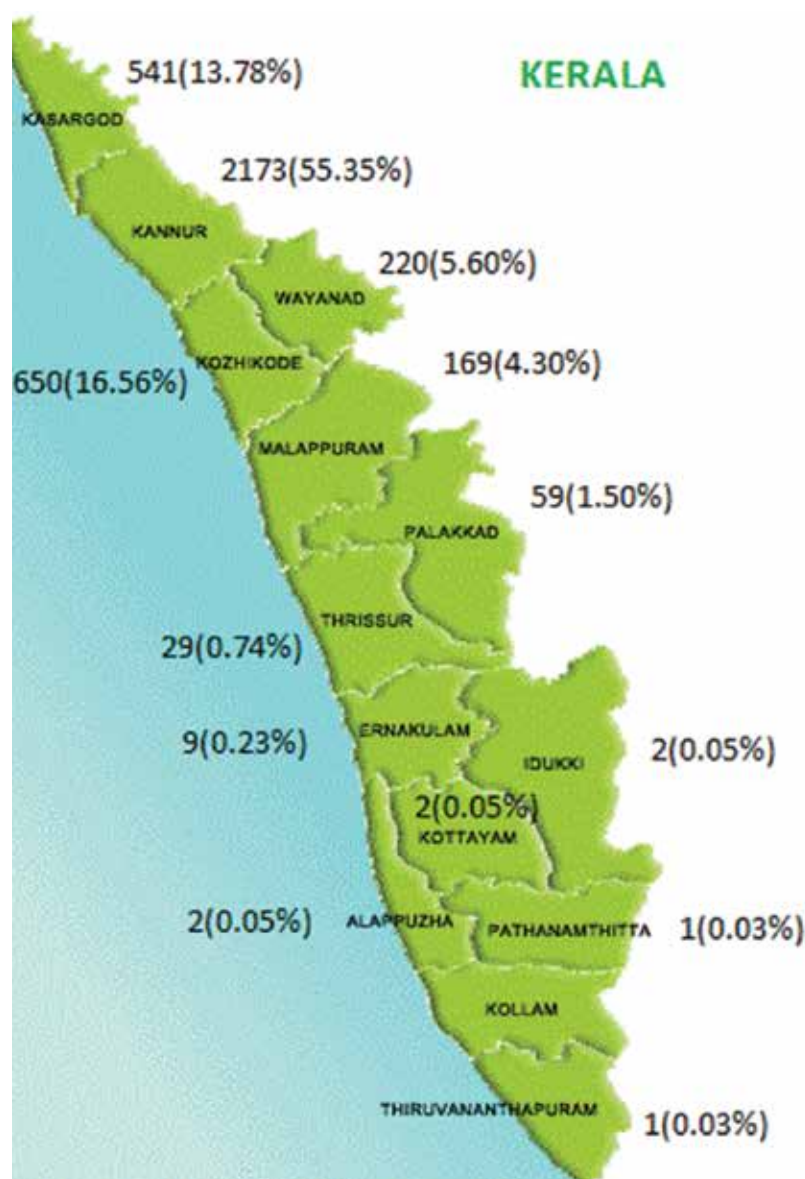 541(13.78%)
KERALA
KASARGOD
2173(55.35%)
KANNUR
220(5.60%)
WAYANAD
KOZHIKODE
650(16.56%)
169(4.30%)
MALAPPURAM
59(1.50%)
PALAKKAD
THRISSUR
29(0.74%)
ERNAKULAM
9(0.23%)
IDUKKI
2(0.05%)
2(0.05%)
KOTTAYAM
2(0.05%)
ALAPPUZHA
PATHANAMTHITTA
1(0.03%)
KOLLAM
THIRUVANANTHAPURAM
1(0.03%)